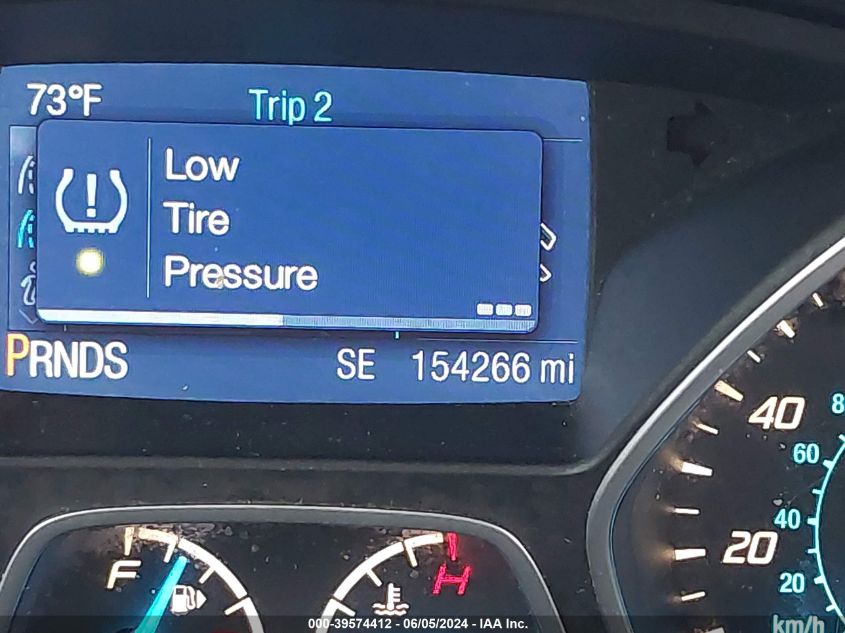 73°F
Trip 2
Low
Tire
Pressure
PRNDS SE 154266 mi
40
8
60
40
20
20
km/h
F
H
000-39574412 - 06/05/2024 - IAA Inc.